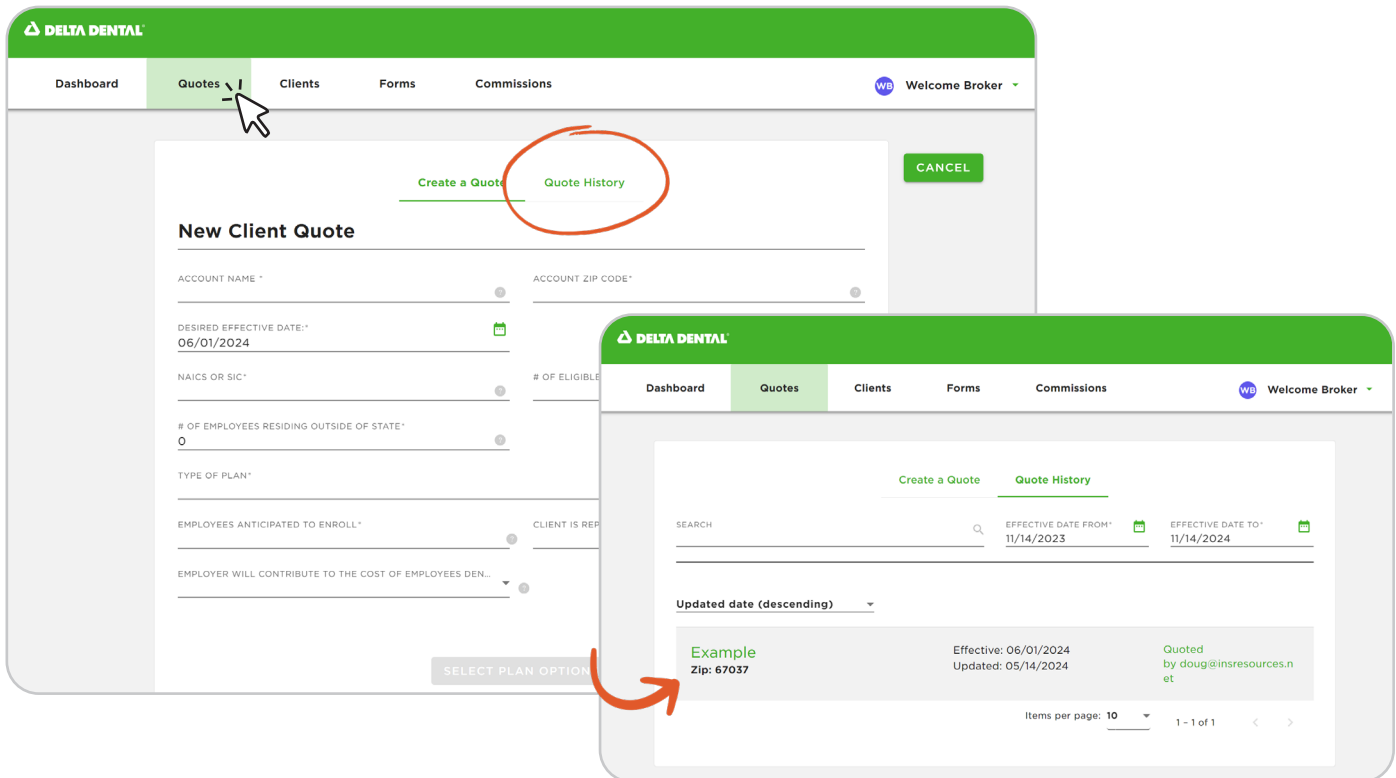 DELTA DENTAL®
Dashboard Quotes Clients Forms Commissions WB Welcome Broker
CANCEL
Create a Quote Quote History
New Client Quote
ACCOUNT NAME * ACCOUNT ZIP CODE*
DESIRED EFFECTIVE DATE:*
06/01/2024
NAICS OR SIC* # OF ELIGIBLE
# OF EMPLOYEES RESIDING OUTSIDE OF STATE*
0
TYPE OF PLAN*
EMPLOYEES ANTICIPATED TO ENROLL* CLIENT IS REP
EMPLOYER WILL CONTRIBUTE TO THE COST OF EMPLOYEES DEN...
SELECT PLAN OPTION
DELTA DENTAL®
Dashboard Quotes Clients Forms Commissions WB Welcome Broker
Create a Quote Quote History
SEARCH EFFECTIVE DATE FROM* EFFECTIVE DATE TO*
11/14/2023 11/14/2024
Updated date (descending)
Example Effective: 06/01/2024 Quoted
Zip: 67037 Updated: 05/14/2024 by doug@insresources.n
et
Items per page: 10 1 – 1 of 1